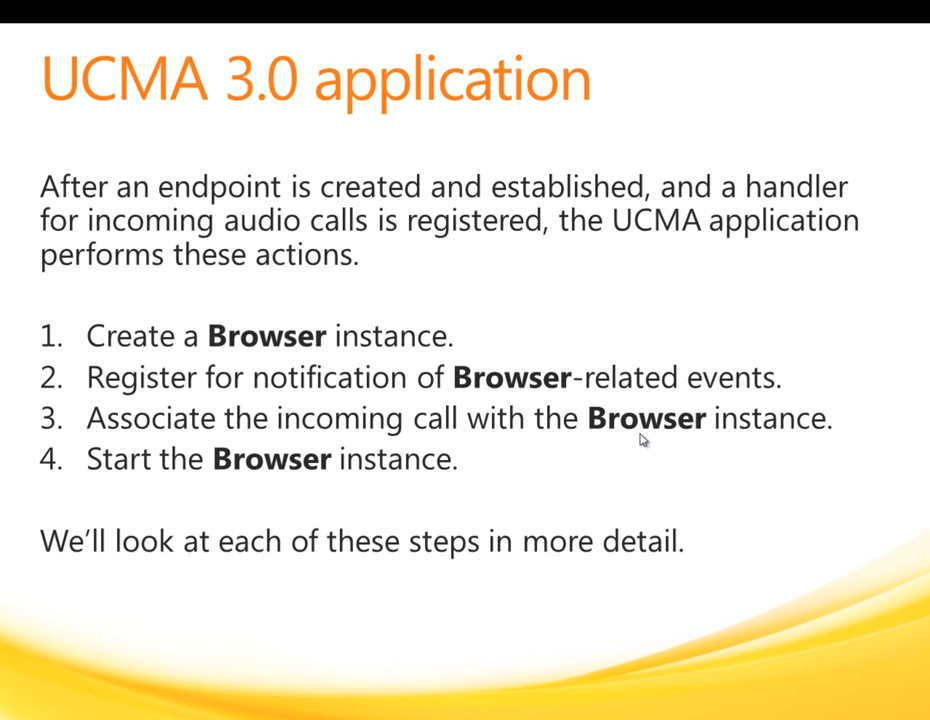 UCMA 3.0 application
After an endpoint is created and established, and a handler
for incoming audio calls is registered, the UCMA application
performs these actions.
1. Create a Browser instance.
2. Register for notification of Browser-related events.
3. Associate the incoming call with the Browser instance.
4. Start the Browser instance.
We’ll look at each of these steps in more detail.